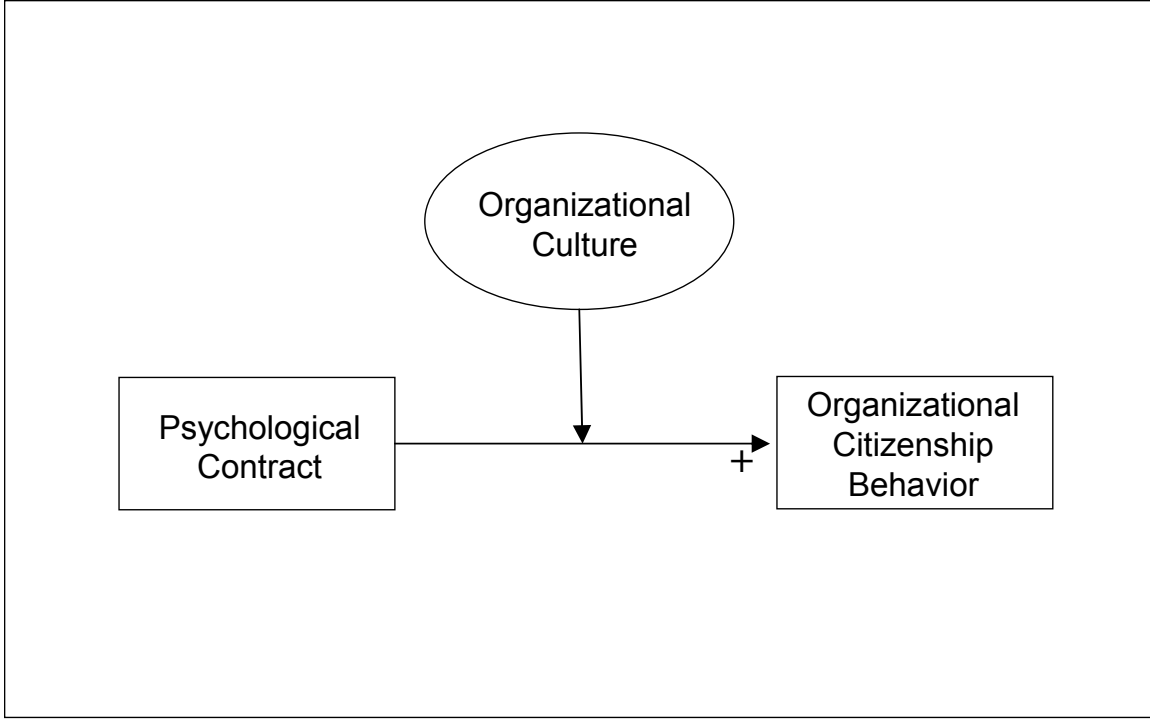 Organizational
Culture
Psychological
Contract
+
Organizational
Citizenship
Behavior